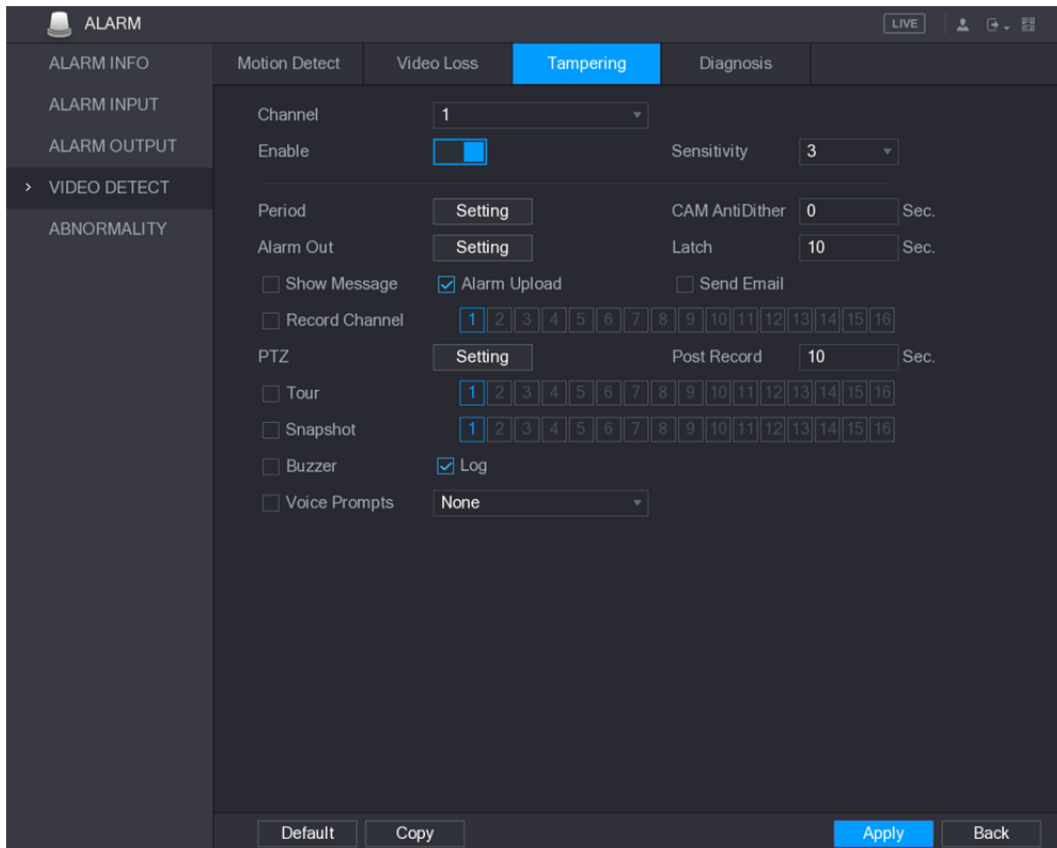 ALARM LIVE
ALARM INFO
ALARM INPUT
ALARM OUTPUT
> VIDEO DETECT
ABNORMALITY
Motion Detect Video Loss Tampering Diagnosis
Channel 1
Enable Sensitivity 3
Period Setting CAM AntiDither 0 Sec.
Alarm Out Setting Latch 10 Sec.
Show Message Alarm Upload Send Email
Record Channel 1 2 3 4 5 6 7 8 9 10 11 12 13 14 15 16
PTZ Setting Post Record 10 Sec.
Tour 1 2 3 4 5 6 7 8 9 10 11 12 13 14 15 16
Snapshot 1 2 3 4 5 6 7 8 9 10 11 12 13 14 15 16
Buzzer Log
Voice Prompts None
Default Copy Apply Back